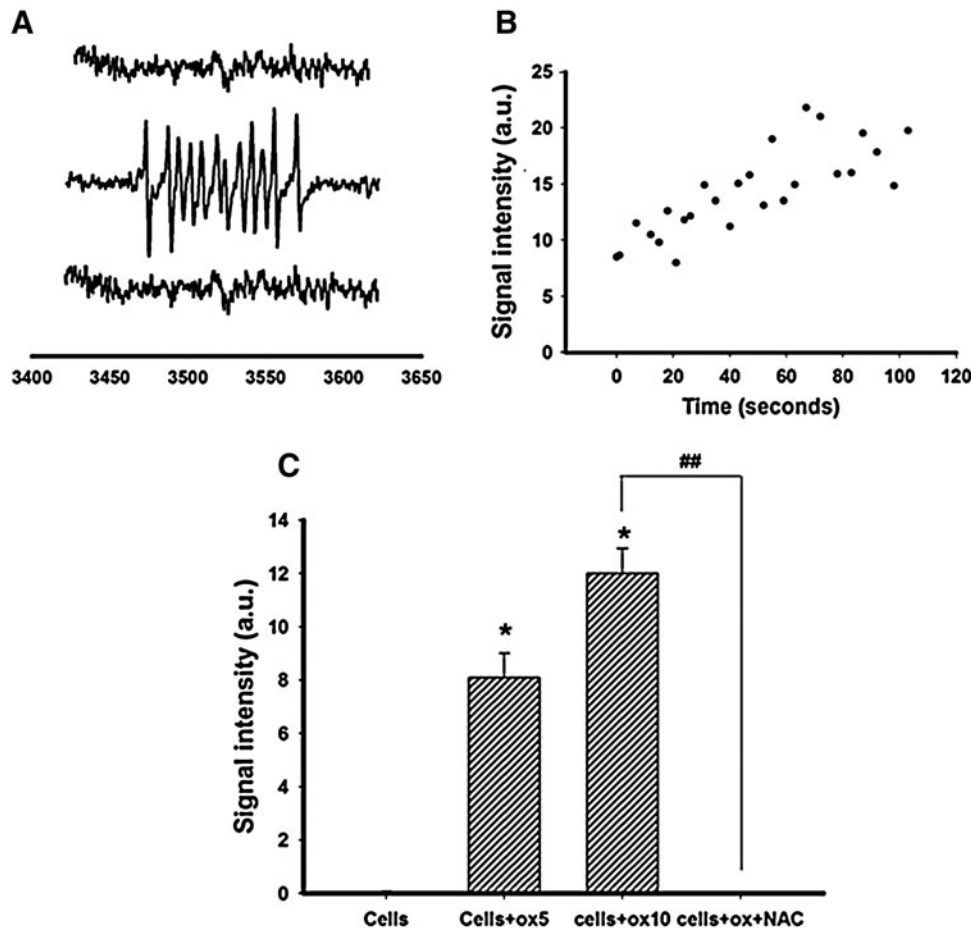 A
3400 3450 3500 3550 3600 3650
B
Signal intensity (a.u.)
25
20
15
10
5
0
0 20 40 60 80 100 120
Time (seconds)
C
Signal intensity (a.u.)
14
12
10
8
6
4
2
0
*
*
##
Cells Cells+ox5 cells+ox10 cells+ox+NAC